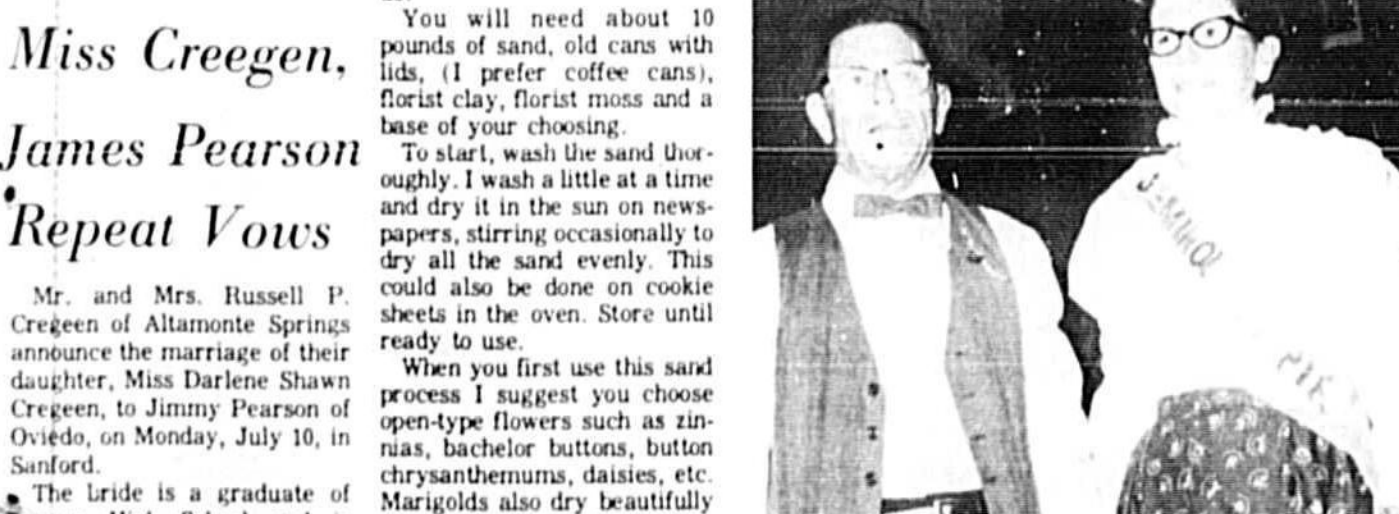 Miss Creegen,
James Pearson
Repeat Vows
Mr. and Mrs. Russell P.
Cregeen of Altamonte Springs
announce the marriage of their
daughter, Miss Darlene Shawn
Cregeen, to Jimmy Pearson of
Oviedo, on Monday, July 10, in
Sanford.
The bride is a graduate of
You will need about 10
pounds of sand, old cans with
lids, (I prefer coffee cans),
florist clay, florist moss and a
base of your choosing.
To start, wash the sand thor-
oughly. I wash a little at a time
and dry it in the sun on news-
papers, stirring occasionally to
dry all the sand evenly. This
could also be done on cookie
sheets in the oven. Store until
ready to use.
When you first use this sand
process I suggest you choose
open-type flowers such as zin-
nias, bachelor buttons, button
chrysanthemums, daisies, etc.
Marigolds also dry beautifully